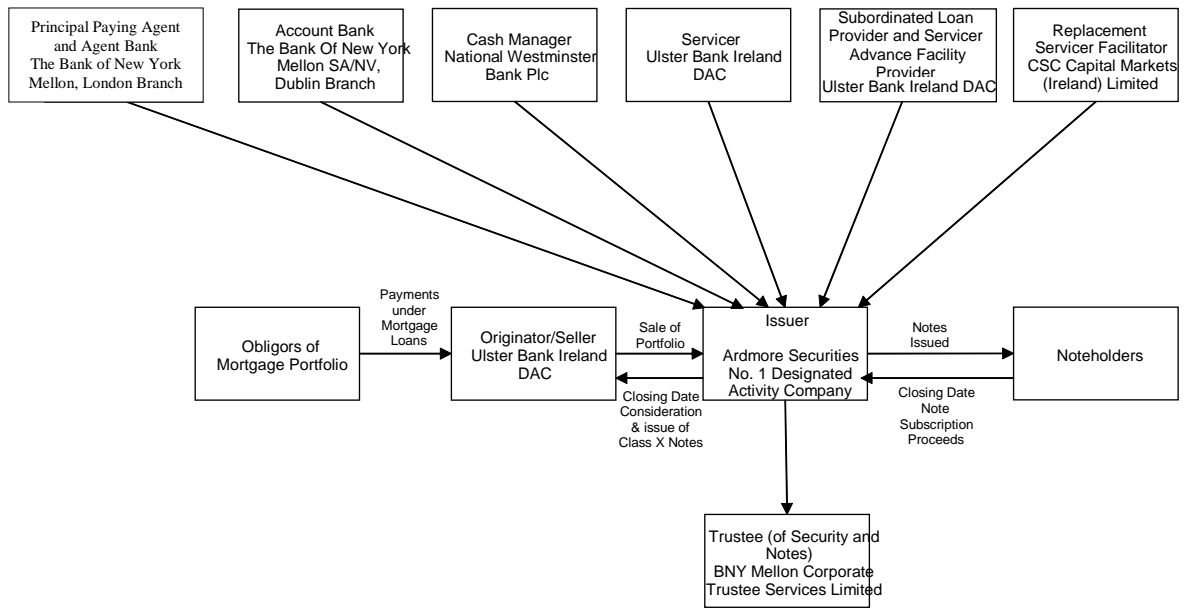 Principal Paying Agent
and Agent Bank
The Bank of New York
Mellon, London Branch
Account Bank
The Bank Of New York
Mellon SA/NV,
Dublin Branch
Cash Manager
National Westminster
Bank Plc
Servicer
Ulster Bank Ireland
DAC
Subordinated Loan
Provider and Servicer
Advance Facility
Provider
Ulster Bank Ireland DAC
Replacement
Servicer Facilitator
CSC Capital Markets
(Ireland) Limited
Obligors of
Mortgage Portfolio
Payments
under
Mortgage
Loans
Originator/Seller
Ulster Bank Ireland
DAC
Sale of
Portfolio
Closing Date
Consideration
& issue of
Class X Notes
Issuer
Ardmore Securities
No. 1 Designated
Activity Company
Notes
Issued
Closing Date
Note
Subscription
Proceeds
Noteholders
Trustee (of Security and
Notes)
BNY Mellon Corporate
Trustee Services Limited